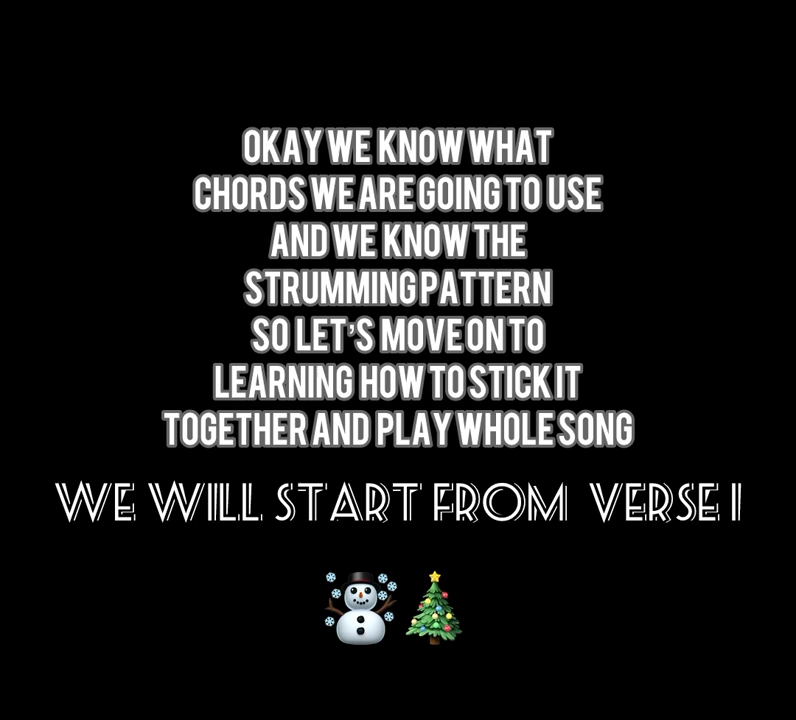 OKAY WE KNOW WHAT
CHORDS WE ARE GOING TO USE
AND WE KNOW THE
STRUMMING PATTERN
SO LET'S MOVE ON TO
LEARNING HOW TO STICK IT
TOGETHER AND PLAY WHOLE SONG
WE WILL START FROM VERSE I